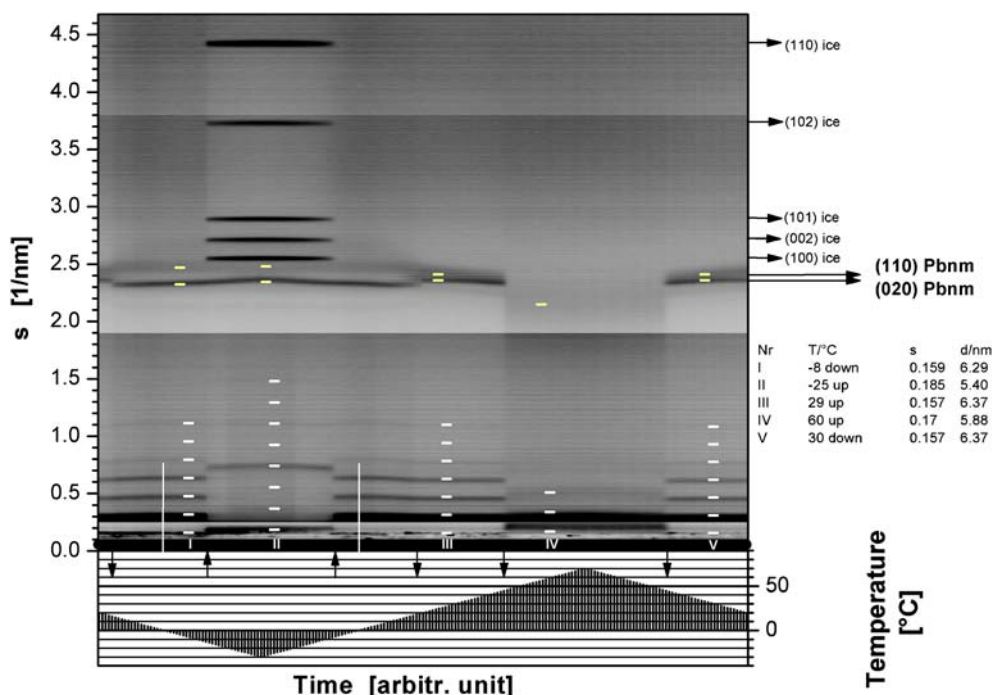 4.5
4.0
3.5
3.0
2.5
2.0
1.5
1.0
0.5
0.0
s [1/nm]
(110) ice
(102) ice
(101) ice
(002) ice
(100) ice
(110) Pbnm
(020) Pbnm
Nr T/°C s d/nm
I -8 down 0.159 6.29
II -25 up 0.185 5.40
III 29 up 0.157 6.37
IV 60 up 0.17 5.88
V 30 down 0.157 6.37
I II III IV V
50
0
Temperature
[°C]
Time [arbitr. unit]